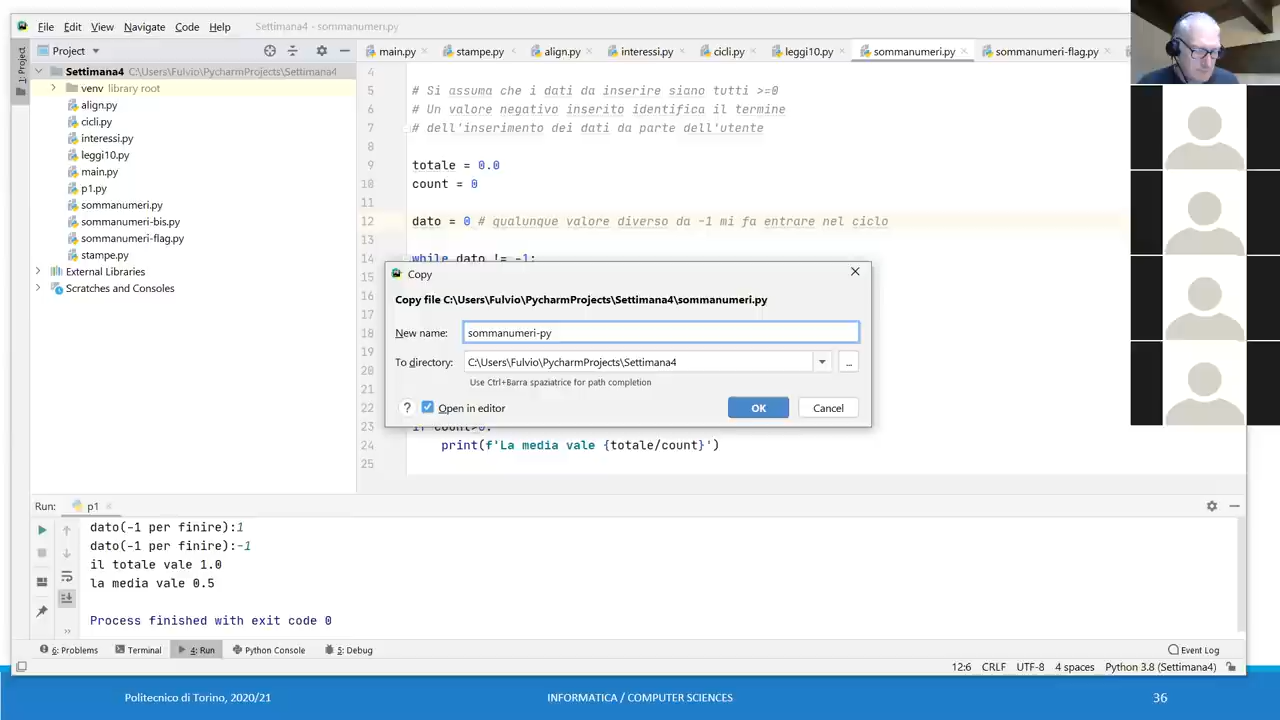 File Edit View Navigate Code Help Settimana4 - sommanumeri.py
Project main.py stampe.py align.py interessi.py cicli.py leggi10.py sommanumeri.py sommanumeri-flag.py
1: Project
Settimana4 C:\Users\Fulvio\PycharmProjects\Settimana4
venv library root
align.py
cicli.py
interessi.py
leggi10.py
main.py
p1.py
sommanumeri.py
sommanumeri-bis.py
sommanumeri-flag.py
stampe.py
External Libraries
Scratches and Consoles
4
5 # Si assuma che i dati da inserire siano tutti >=0
6 # Un valore negativo inserito identifica il termine
7 # dell'inserimento dei dati da parte dell'utente
8
9 totale = 0.0
10 count = 0
11
12 dato = 0 # qualunque valore diverso da -1 mi fa entrare nel ciclo
13
14 while dato != -1:
15
16
17
18
19
20
21
22
23 if count>0:
24 print(f'La media vale {totale/count}')
25
Copy
Copy file C:\Users\Fulvio\PycharmProjects\Settimana4\sommanumeri.py
New name: sommanumeri-py
To directory: C:\Users\Fulvio\PycharmProjects\Settimana4 ...
Use Ctrl+Barra spaziatrice for path completion
? Open in editor OK Cancel
Run: p1
dato(-1 per finire):1
dato(-1 per finire):-1
il totale vale 1.0
la media vale 0.5
Process finished with exit code 0
6: Problems Terminal 4: Run Python Console 5: Debug Event Log
12:6 CRLF UTF-8 4 spaces Python 3.8 (Settimana4)
Politecnico di Torino, 2020/21 INFORMATICA / COMPUTER SCIENCES 36